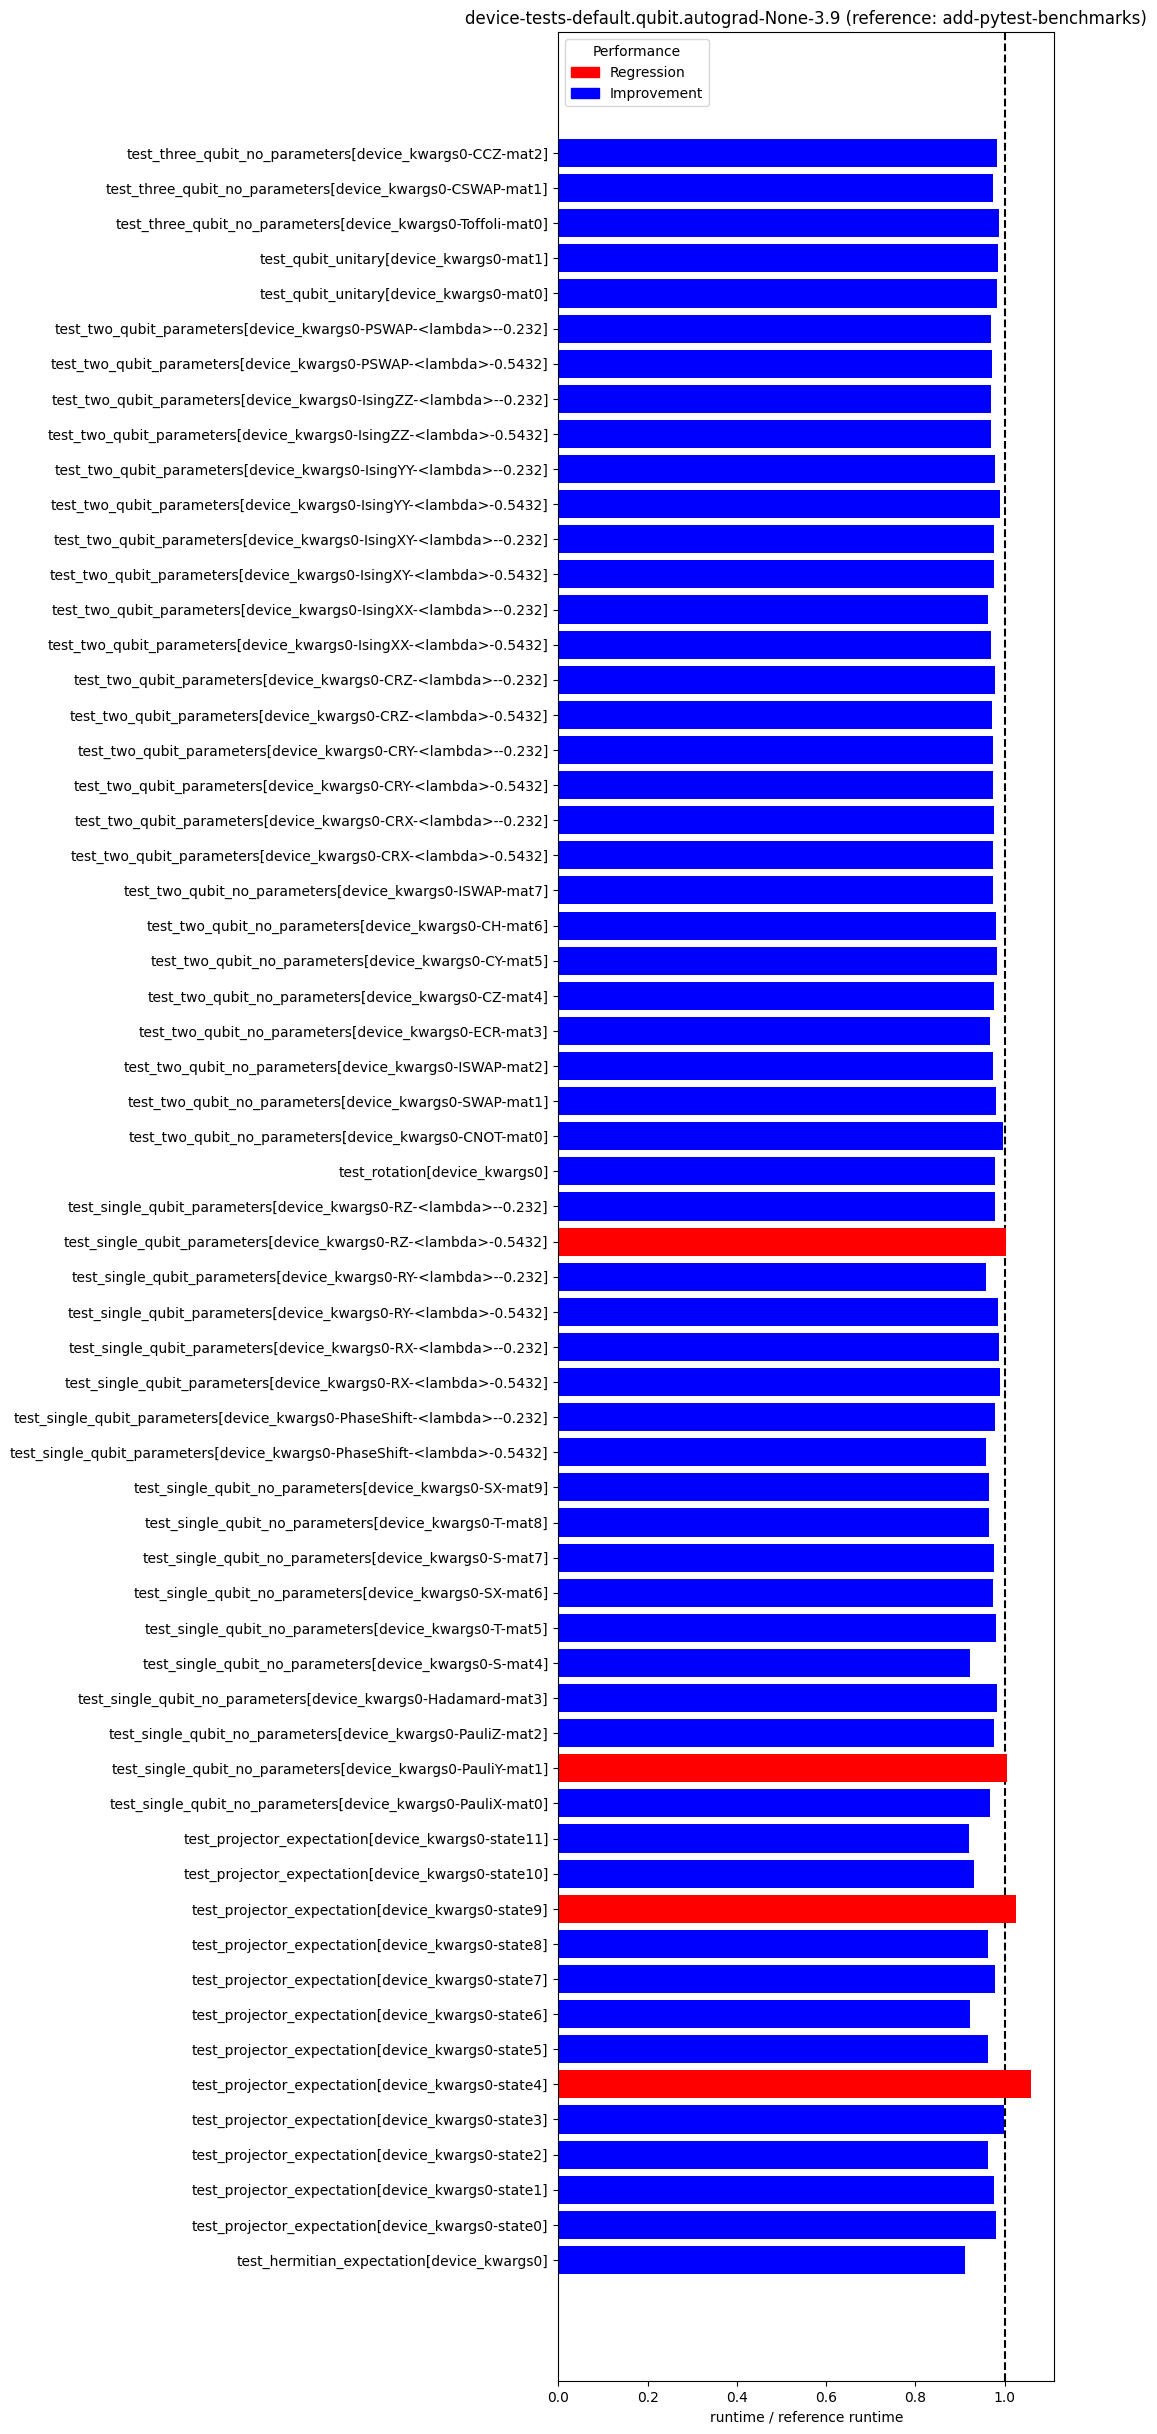 device-tests-default.qubit.autograd-None-3.9 (reference: add-pytest-benchmarks)
Performance
Regression
Improvement
test_three_qubit_no_parameters[device_kwargs0-CCZ-mat2]
test_three_qubit_no_parameters[device_kwargs0-CSWAP-mat1]
test_three_qubit_no_parameters[device_kwargs0-Toffoli-mat0]
test_qubit_unitary[device_kwargs0-mat1]
test_qubit_unitary[device_kwargs0-mat0]
test_two_qubit_parameters[device_kwargs0-PSWAP-<lambda>--0.232]
test_two_qubit_parameters[device_kwargs0-PSWAP-<lambda>-0.5432]
test_two_qubit_parameters[device_kwargs0-IsingZZ-<lambda>--0.232]
test_two_qubit_parameters[device_kwargs0-IsingZZ-<lambda>-0.5432]
test_two_qubit_parameters[device_kwargs0-IsingYY-<lambda>--0.232]
test_two_qubit_parameters[device_kwargs0-IsingYY-<lambda>-0.5432]
test_two_qubit_parameters[device_kwargs0-IsingXY-<lambda>--0.232]
test_two_qubit_parameters[device_kwargs0-IsingXY-<lambda>-0.5432]
test_two_qubit_parameters[device_kwargs0-IsingXX-<lambda>--0.232]
test_two_qubit_parameters[device_kwargs0-IsingXX-<lambda>-0.5432]
test_two_qubit_parameters[device_kwargs0-CRZ-<lambda>--0.232]
test_two_qubit_parameters[device_kwargs0-CRZ-<lambda>-0.5432]
test_two_qubit_parameters[device_kwargs0-CRY-<lambda>--0.232]
test_two_qubit_parameters[device_kwargs0-CRY-<lambda>-0.5432]
test_two_qubit_parameters[device_kwargs0-CRX-<lambda>--0.232]
test_two_qubit_parameters[device_kwargs0-CRX-<lambda>-0.5432]
test_two_qubit_no_parameters[device_kwargs0-ISWAP-mat7]
test_two_qubit_no_parameters[device_kwargs0-CH-mat6]
test_two_qubit_no_parameters[device_kwargs0-CY-mat5]
test_two_qubit_no_parameters[device_kwargs0-CZ-mat4]
test_two_qubit_no_parameters[device_kwargs0-ECR-mat3]
test_two_qubit_no_parameters[device_kwargs0-ISWAP-mat2]
test_two_qubit_no_parameters[device_kwargs0-SWAP-mat1]
test_two_qubit_no_parameters[device_kwargs0-CNOT-mat0]
test_rotation[device_kwargs0]
test_single_qubit_parameters[device_kwargs0-RZ-<lambda>--0.232]
test_single_qubit_parameters[device_kwargs0-RZ-<lambda>-0.5432]
test_single_qubit_parameters[device_kwargs0-RY-<lambda>--0.232]
test_single_qubit_parameters[device_kwargs0-RY-<lambda>-0.5432]
test_single_qubit_parameters[device_kwargs0-RX-<lambda>--0.232]
test_single_qubit_parameters[device_kwargs0-RX-<lambda>-0.5432]
test_single_qubit_parameters[device_kwargs0-PhaseShift-<lambda>--0.232]
test_single_qubit_parameters[device_kwargs0-PhaseShift-<lambda>-0.5432]
test_single_qubit_no_parameters[device_kwargs0-SX-mat9]
test_single_qubit_no_parameters[device_kwargs0-T-mat8]
test_single_qubit_no_parameters[device_kwargs0-S-mat7]
test_single_qubit_no_parameters[device_kwargs0-SX-mat6]
test_single_qubit_no_parameters[device_kwargs0-T-mat5]
test_single_qubit_no_parameters[device_kwargs0-S-mat4]
test_single_qubit_no_parameters[device_kwargs0-Hadamard-mat3]
test_single_qubit_no_parameters[device_kwargs0-PauliZ-mat2]
test_single_qubit_no_parameters[device_kwargs0-PauliY-mat1]
test_single_qubit_no_parameters[device_kwargs0-PauliX-mat0]
test_projector_expectation[device_kwargs0-state11]
test_projector_expectation[device_kwargs0-state10]
test_projector_expectation[device_kwargs0-state9]
test_projector_expectation[device_kwargs0-state8]
test_projector_expectation[device_kwargs0-state7]
test_projector_expectation[device_kwargs0-state6]
test_projector_expectation[device_kwargs0-state5]
test_projector_expectation[device_kwargs0-state4]
test_projector_expectation[device_kwargs0-state3]
test_projector_expectation[device_kwargs0-state2]
test_projector_expectation[device_kwargs0-state1]
test_projector_expectation[device_kwargs0-state0]
test_hermitian_expectation[device_kwargs0]
0.0 0.2 0.4 0.6 0.8 1.0
runtime / reference runtime